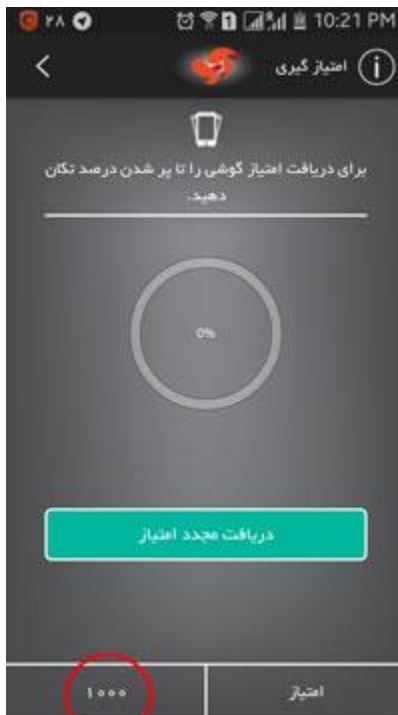 ۲۸ 10:21 PM
امتیاز گیری
برای دریافت امتیاز گوشی را تا پر شدن درصد تکان
دهید.
0%
دریافت مجدد امتیاز
امتیاز
۱۰۰۰